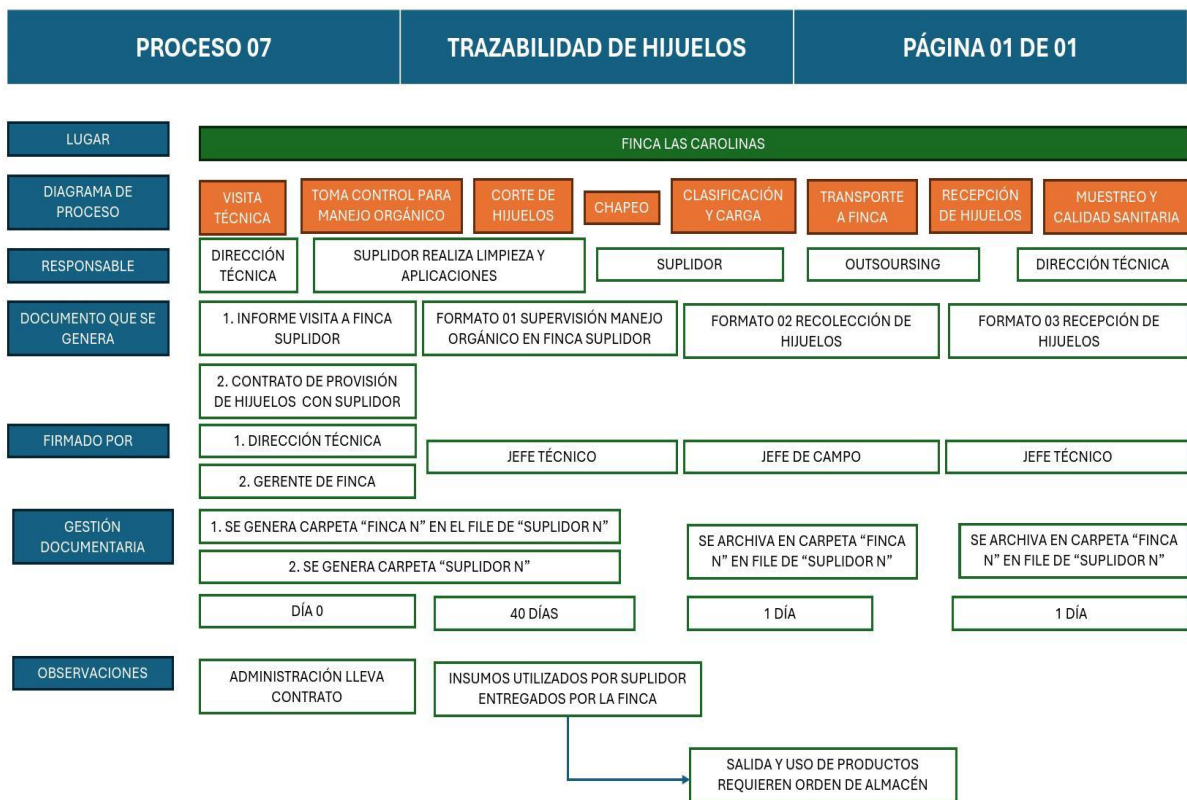 PROCESO 07
TRAZABILIDAD DE HIJUELOS
PÁGINA 01 DE 01
LUGAR
FINCA LAS CAROLINAS
DIAGRAMA DE
PROCESO
VISITA
TÉCNICA
TOMA CONTROL PARA
MANEJO ORGÁNICO
CORTE DE
HIJUELOS
CHAPEO
CLASIFICACIÓN
Y CARGA
TRANSPORTE
A FINCA
RECEPCIÓN
DE HIJUELOS
MUESTREO Y
CALIDAD SANITARIA
RESPONSABLE
DIRECCIÓN
TÉCNICA
SUPLIDOR REALIZA LIMPIEZA Y
APLICACIONES
SUPLIDOR
OUTSOURSING
DIRECCIÓN TÉCNICA
DOCUMENTO QUE SE
GENERA
1. INFORME VISITA A FINCA
SUPLIDOR
FORMATO 01 SUPERVISIÓN MANEJO
ORGÁNICO EN FINCA SUPLIDOR
FORMATO 02 RECOLECCIÓN DE
HIJUELOS
FORMATO 03 RECEPCIÓN DE
HIJUELOS
2. CONTRATO DE PROVISIÓN
DE HIJUELOS CON SUPLIDOR
FIRMADO POR
1. DIRECCIÓN TÉCNICA
2. GERENTE DE FINCA
JEFE TÉCNICO
JEFE DE CAMPO
JEFE TÉCNICO
GESTIÓN
DOCUMENTARIA
1. SE GENERA CARPETA “FINCA N” EN EL FILE DE “SUPLIDOR N”
2. SE GENERA CARPETA “SUPLIDOR N”
SE ARCHIVA EN CARPETA “FINCA
N” EN FILE DE “SUPLIDOR N”
SE ARCHIVA EN CARPETA “FINCA
N” EN FILE DE “SUPLIDOR N”
DÍA 0
40 DÍAS
1 DÍA
1 DÍA
OBSERVACIONES
ADMINISTRACIÓN LLEVA
CONTRATO
INSUMOS UTILIZADOS POR SUPLIDOR
ENTREGADOS POR LA FINCA
SALIDA Y USO DE PRODUCTOS
REQUIEREN ORDEN DE ALMACÉN